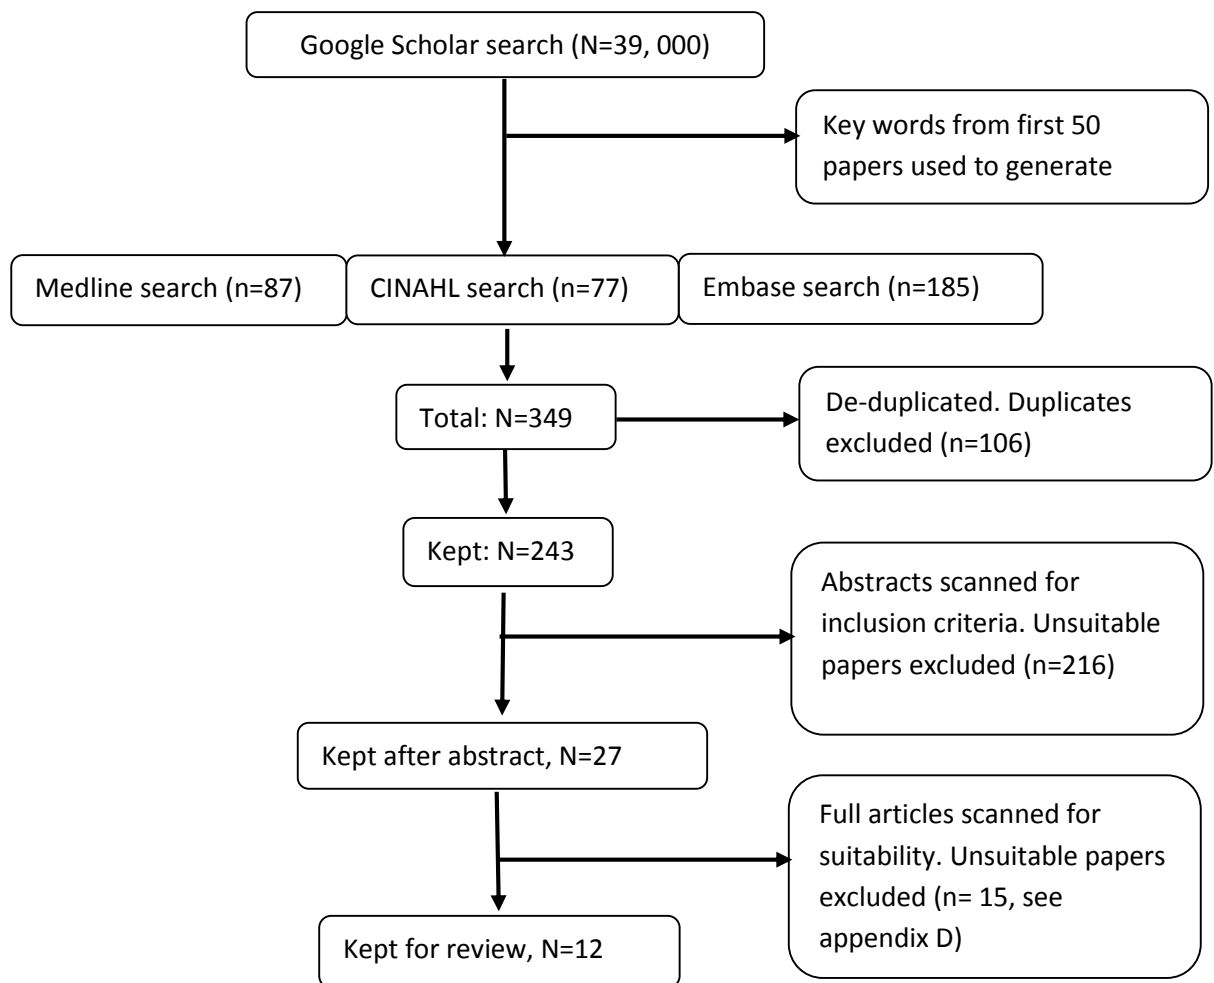 Google Scholar search (N=39, 000)
Key words from first 50
papers used to generate
Medline search (n=87)
CINAHL search (n=77)
Embase search (n=185)
Total: N=349
De-duplicated. Duplicates
excluded (n=106)
Kept: N=243
Abstracts scanned for
inclusion criteria. Unsuitable
papers excluded (n=216)
Kept after abstract, N=27
Full articles scanned for
suitability. Unsuitable papers
excluded (n= 15, see
appendix D)
Kept for review, N=12